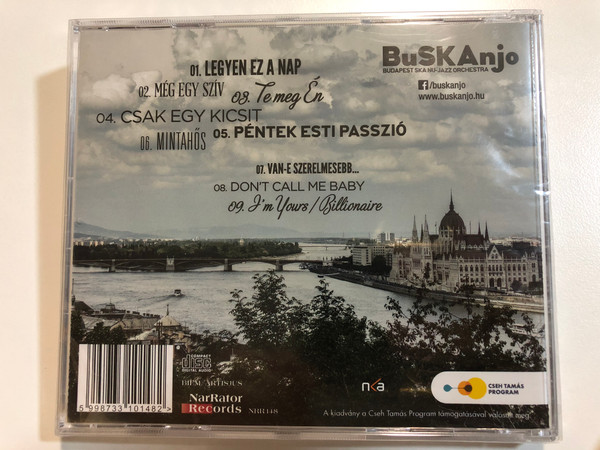 01. LEGYEN EZ A NAP
02. MÉG EGY SZÍV
03. Te meg Én
04. CSAK EGY KICSIT
05. PÉNTEK ESTI PASSZIÓ
06. MINTAHŐS
07. VAN-E SZERELMESEBB...
08. DON'T CALL ME BABY
09. I'm Yours / Billionaire
BuSKAnjo
BUDAPEST SKA NU-JAZZ ORCHESTRA
f /buskanjo
www.buskanjo.hu
COMPACT
disc
DIGITAL AUDIO
NarRator
Records
NRR148
5 998733 101482 >
nka
CSEH TAMÁS
PROGRAM
A kiadvány a Cseh Tamás Program támogatásával valósult meg.